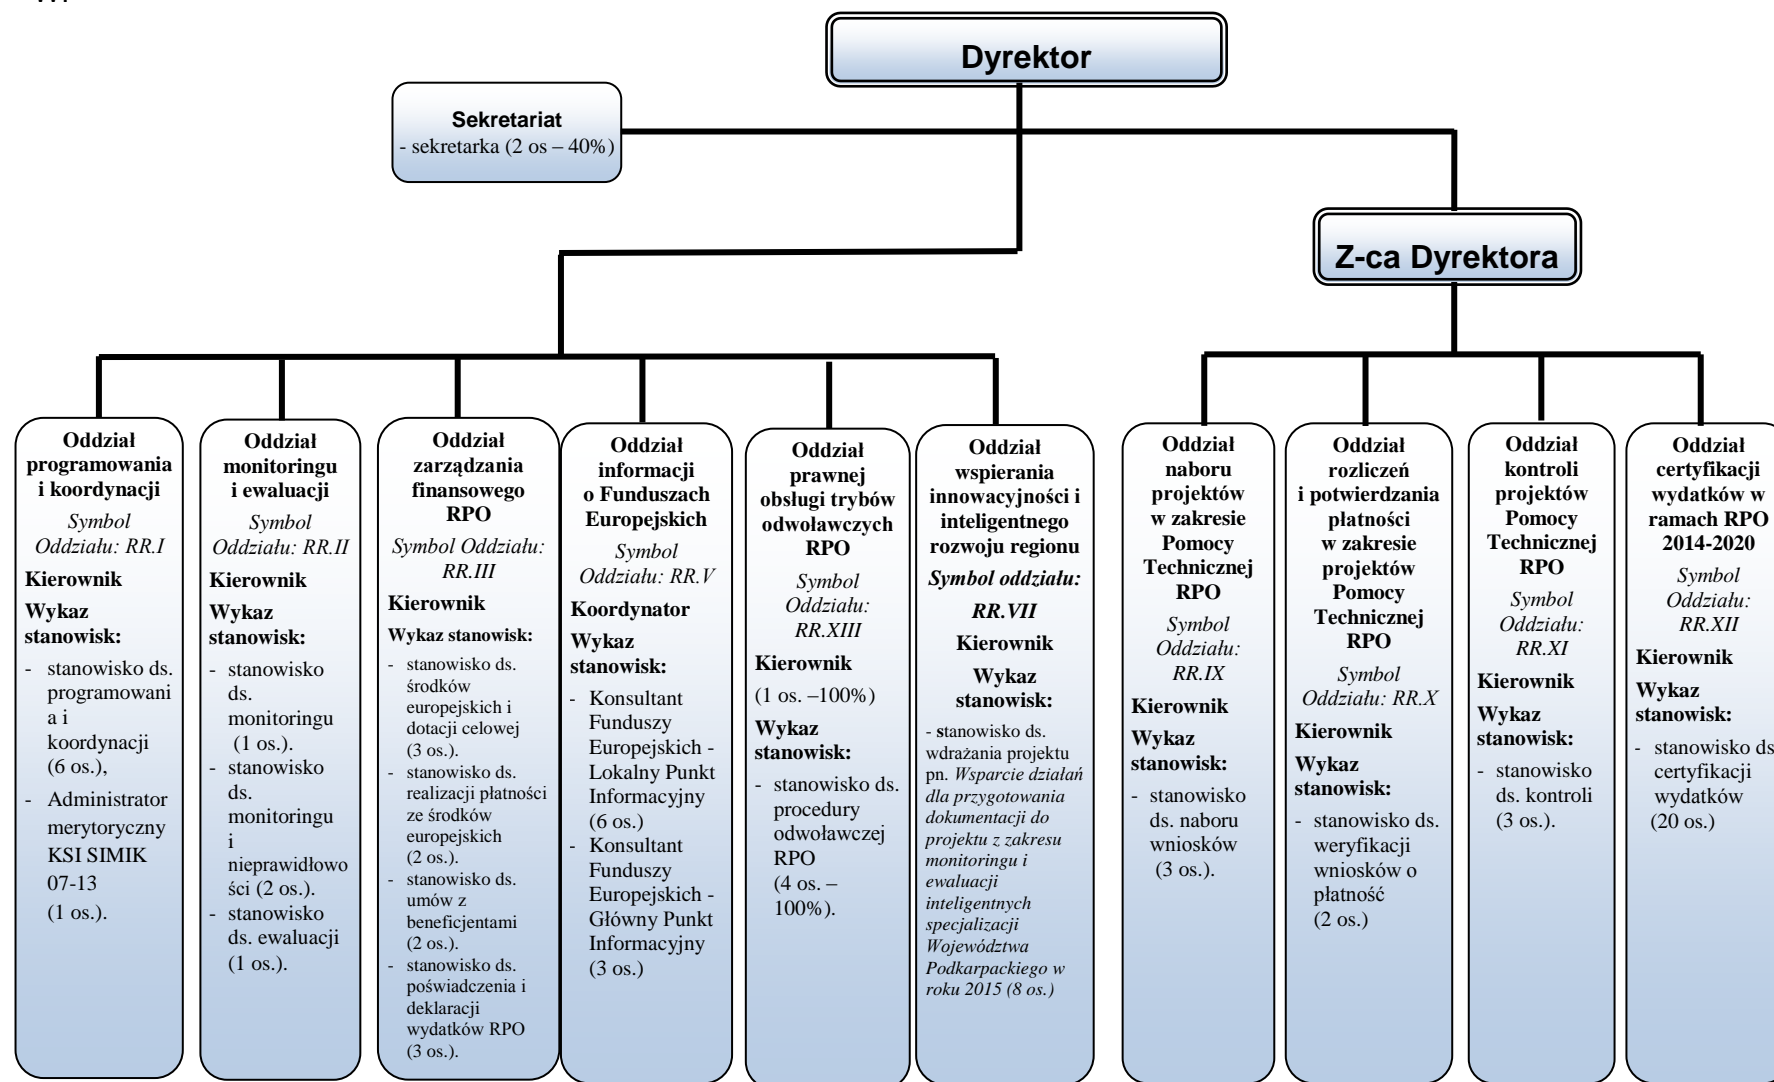 Dyrektor
Sekretariat
- sekretarka (2 os – 40%)
Z-ca Dyrektora
Oddział
programowania
i koordynacji
Symbol
Oddziału: RR.I
Kierownik
Wykaz
stanowisk:
- stanowisko ds.
programowani
a i
koordynacji
(6 os.),
- Administrator
merytoryczny
KSI SIMIK
07-13
(1 os.).
Oddział
monitoringu
i ewaluacji
Symbol
Oddziału: RR.II
Kierownik
Wykaz
stanowisk:
- stanowisko
ds.
monitoringu
(1 os.).
- stanowisko
ds.
monitoringu
i
nieprawidłowo
ści (2 os.).
- stanowisko
ds. ewaluacji
(1 os.).
Oddział
zarządzania
finansowego
RPO
Symbol Oddziału:
RR.III
Kierownik
Wykaz stanowisk:
- stanowisko ds.
środków
europejskich i
dotacji celowej
(3 os.).
- stanowisko ds.
realizacji płatności
ze środków
europejskich
(2 os.).
- stanowisko ds.
umów z
beneficjentami
(2 os.).
- stanowisko ds.
poświadczenia i
deklaracji
wydatków RPO
(3 os.).
Oddział
informacji
o Funduszach
Europejskich
Symbol
Oddziału: RR.V
Koordynator
Wykaz
stanowisk:
- Konsultant
Funduszy
Europejskich -
Lokalny Punkt
Informacyjny
(6 os.)
- Konsultant
Funduszy
Europejskich -
Główny Punkt
Informacyjny
(3 os.)
Oddział
prawnej
obsługi trybów
odwoławczych
RPO
Symbol
Oddziału:
RR.XIII
Kierownik
(1 os. –100%)
Wykaz
stanowisk:
- stanowisko ds.
procedury
odwoławczej
RPO
(4 os. –
100%).
Oddział
wspierania
innowacyjności i
inteligentnego
rozwoju regionu
Symbol oddziału:
RR.VII
Kierownik
Wykaz
stanowisk:
- stanowisko ds.
wdrażania projektu
pn. Wsparcie działań
dla przygotowania
dokumentacji do
projektu z zakresu
monitoringu i
ewaluacji
inteligentnych
specjalizacji
Województwa
Podkarpackiego w
roku 2015 (8 os.)
Oddział
naboru
projektów
w zakresie
Pomocy
Technicznej
RPO
Symbol
Oddziału:
RR.IX
Kierownik
Wykaz
stanowisk:
- stanowisko
ds. naboru
wniosków
(3 os.).
Oddział
rozliczeń
i potwierdzania
płatności
w zakresie
projektów
Pomocy
Technicznej
RPO
Symbol
Oddziału: RR.X
Kierownik
Wykaz
stanowisk:
- stanowisko ds.
weryfikacji
wniosków o
płatność
(2 os.)
Oddział
kontroli
projektów
Pomocy
Technicznej
RPO
Symbol
Oddziału:
RR.XI
Kierownik
Wykaz
stanowisk:
- stanowisko
ds. kontroli
(3 os.).
Oddział
certyfikacji
wydatków w
ramach RPO
2014-2020
Symbol
Oddziału:
RR.XII
Kierownik
Wykaz
stanowisk:
- stanowisko ds
certyfikacji
wydatków
(20 os.)